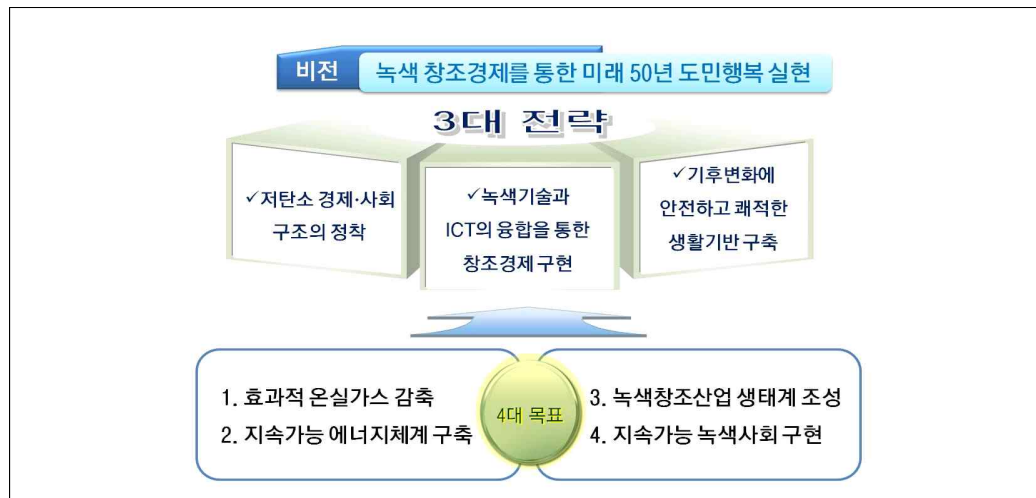 비전
녹색 창조경제를 통한 미래 50년 도민행복 실현
3대 전략
✓저탄소 경제·사회
구조의 정착
✓녹색기술과
ICT의 융합을 통한
창조경제 구현
✓기후변화에
안전하고 쾌적한
생활기반 구축
1. 효과적 온실가스 감축
2. 지속가능 에너지체계 구축
4대 목표
3. 녹색창조산업 생태계 조성
4. 지속가능 녹색사회 구현